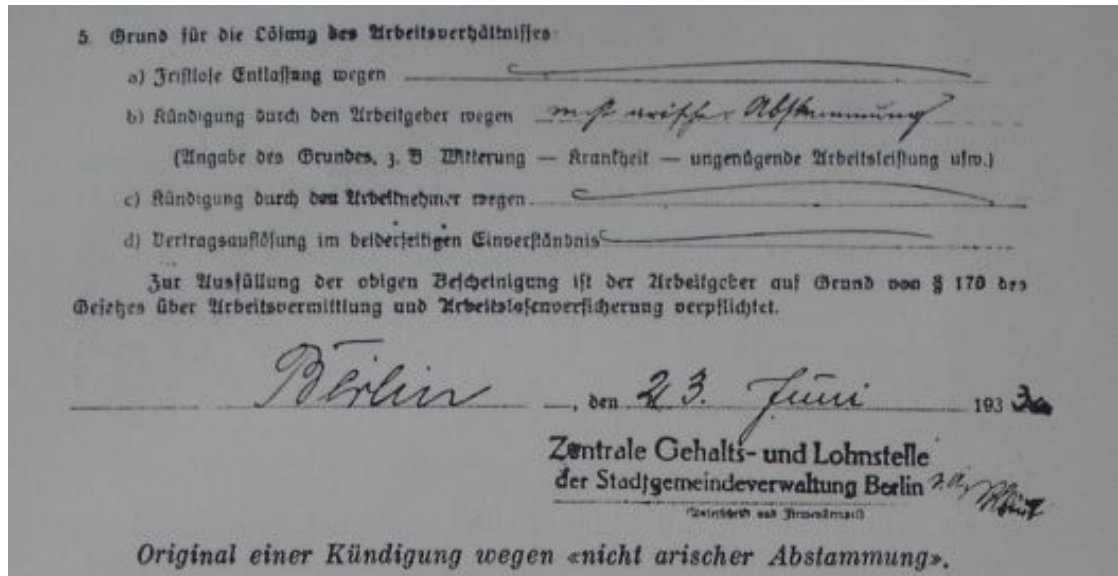 5. Grund für die Lösung des Arbeitsverhältnisses
a) Fristlose Entlassung wegen
b) Kündigung durch den Arbeitgeber wegen nicht arischer Abstammung
(Angabe des Grundes, z. B Witterung — Krankheit — ungenügende Arbeitsleistung usw.)
c) Kündigung durch den Arbeitnehmer wegen
d) Vertragsauflösung im beiderseitigen Einverständnis
Zur Ausfüllung der obigen Bescheinigung ist der Arbeitgeber auf Grund von § 170 des
Gesetzes über Arbeitsvermittlung und Arbeitslosenversicherung verpflichtet.
Berlin, den 23. Juni 1933
Zentrale Gehalts- und Lohnstelle
der Stadtgemeindeverwaltung Berlin
Original einer Kündigung wegen «nicht arischer Abstammung».